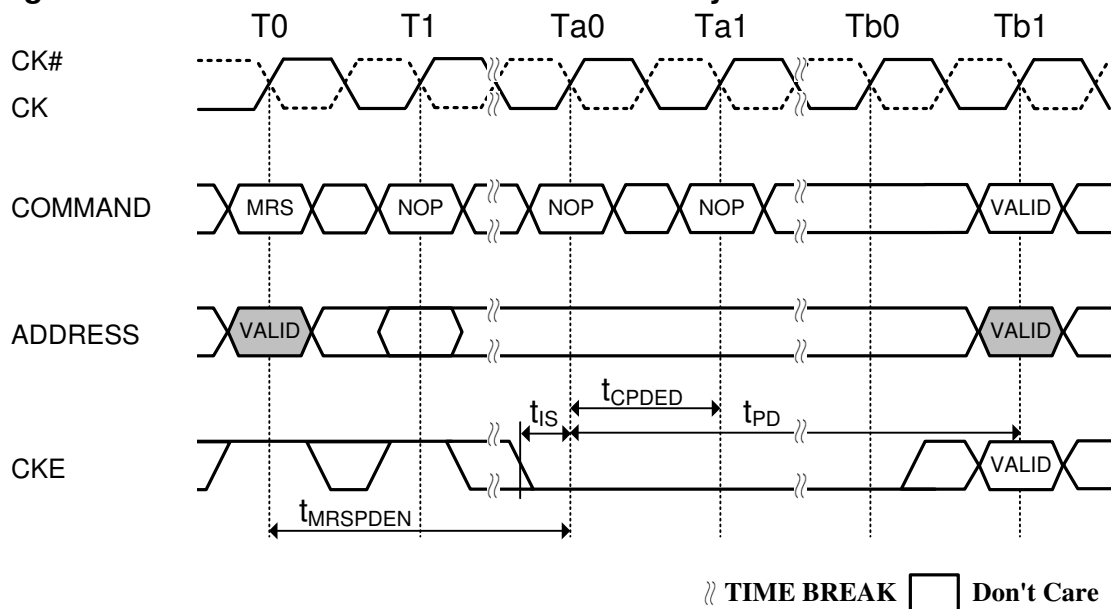 T0 T1 Ta0 Ta1 Tb0 Tb1
CK#
CK
COMMAND MRS NOP NOP NOP VALID
ADDRESS VALID VALID
tCPDED
tIS tPD
CKE VALID
tMRSPDEN
TIME BREAK Don't Care